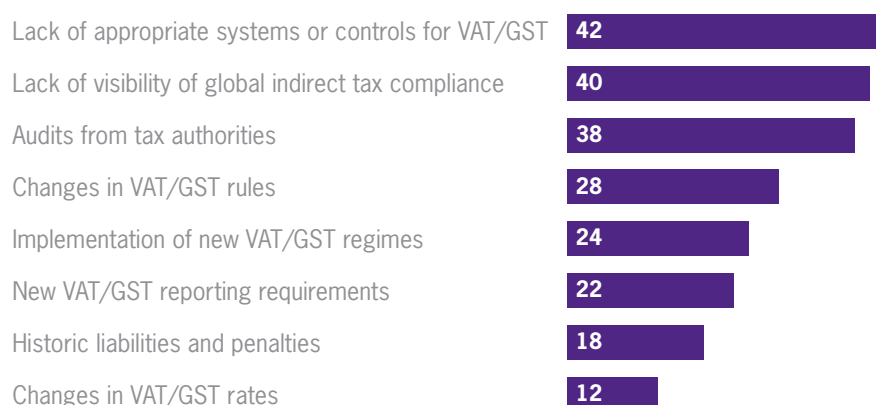 Lack of appropriate systems or controls for VAT/GST 42
Lack of visibility of global indirect tax compliance 40
Audits from tax authorities 38
Changes in VAT/GST rules 28
Implementation of new VAT/GST regimes 24
New VAT/GST reporting requirements 22
Historic liabilities and penalties 18
Changes in VAT/GST rates 12